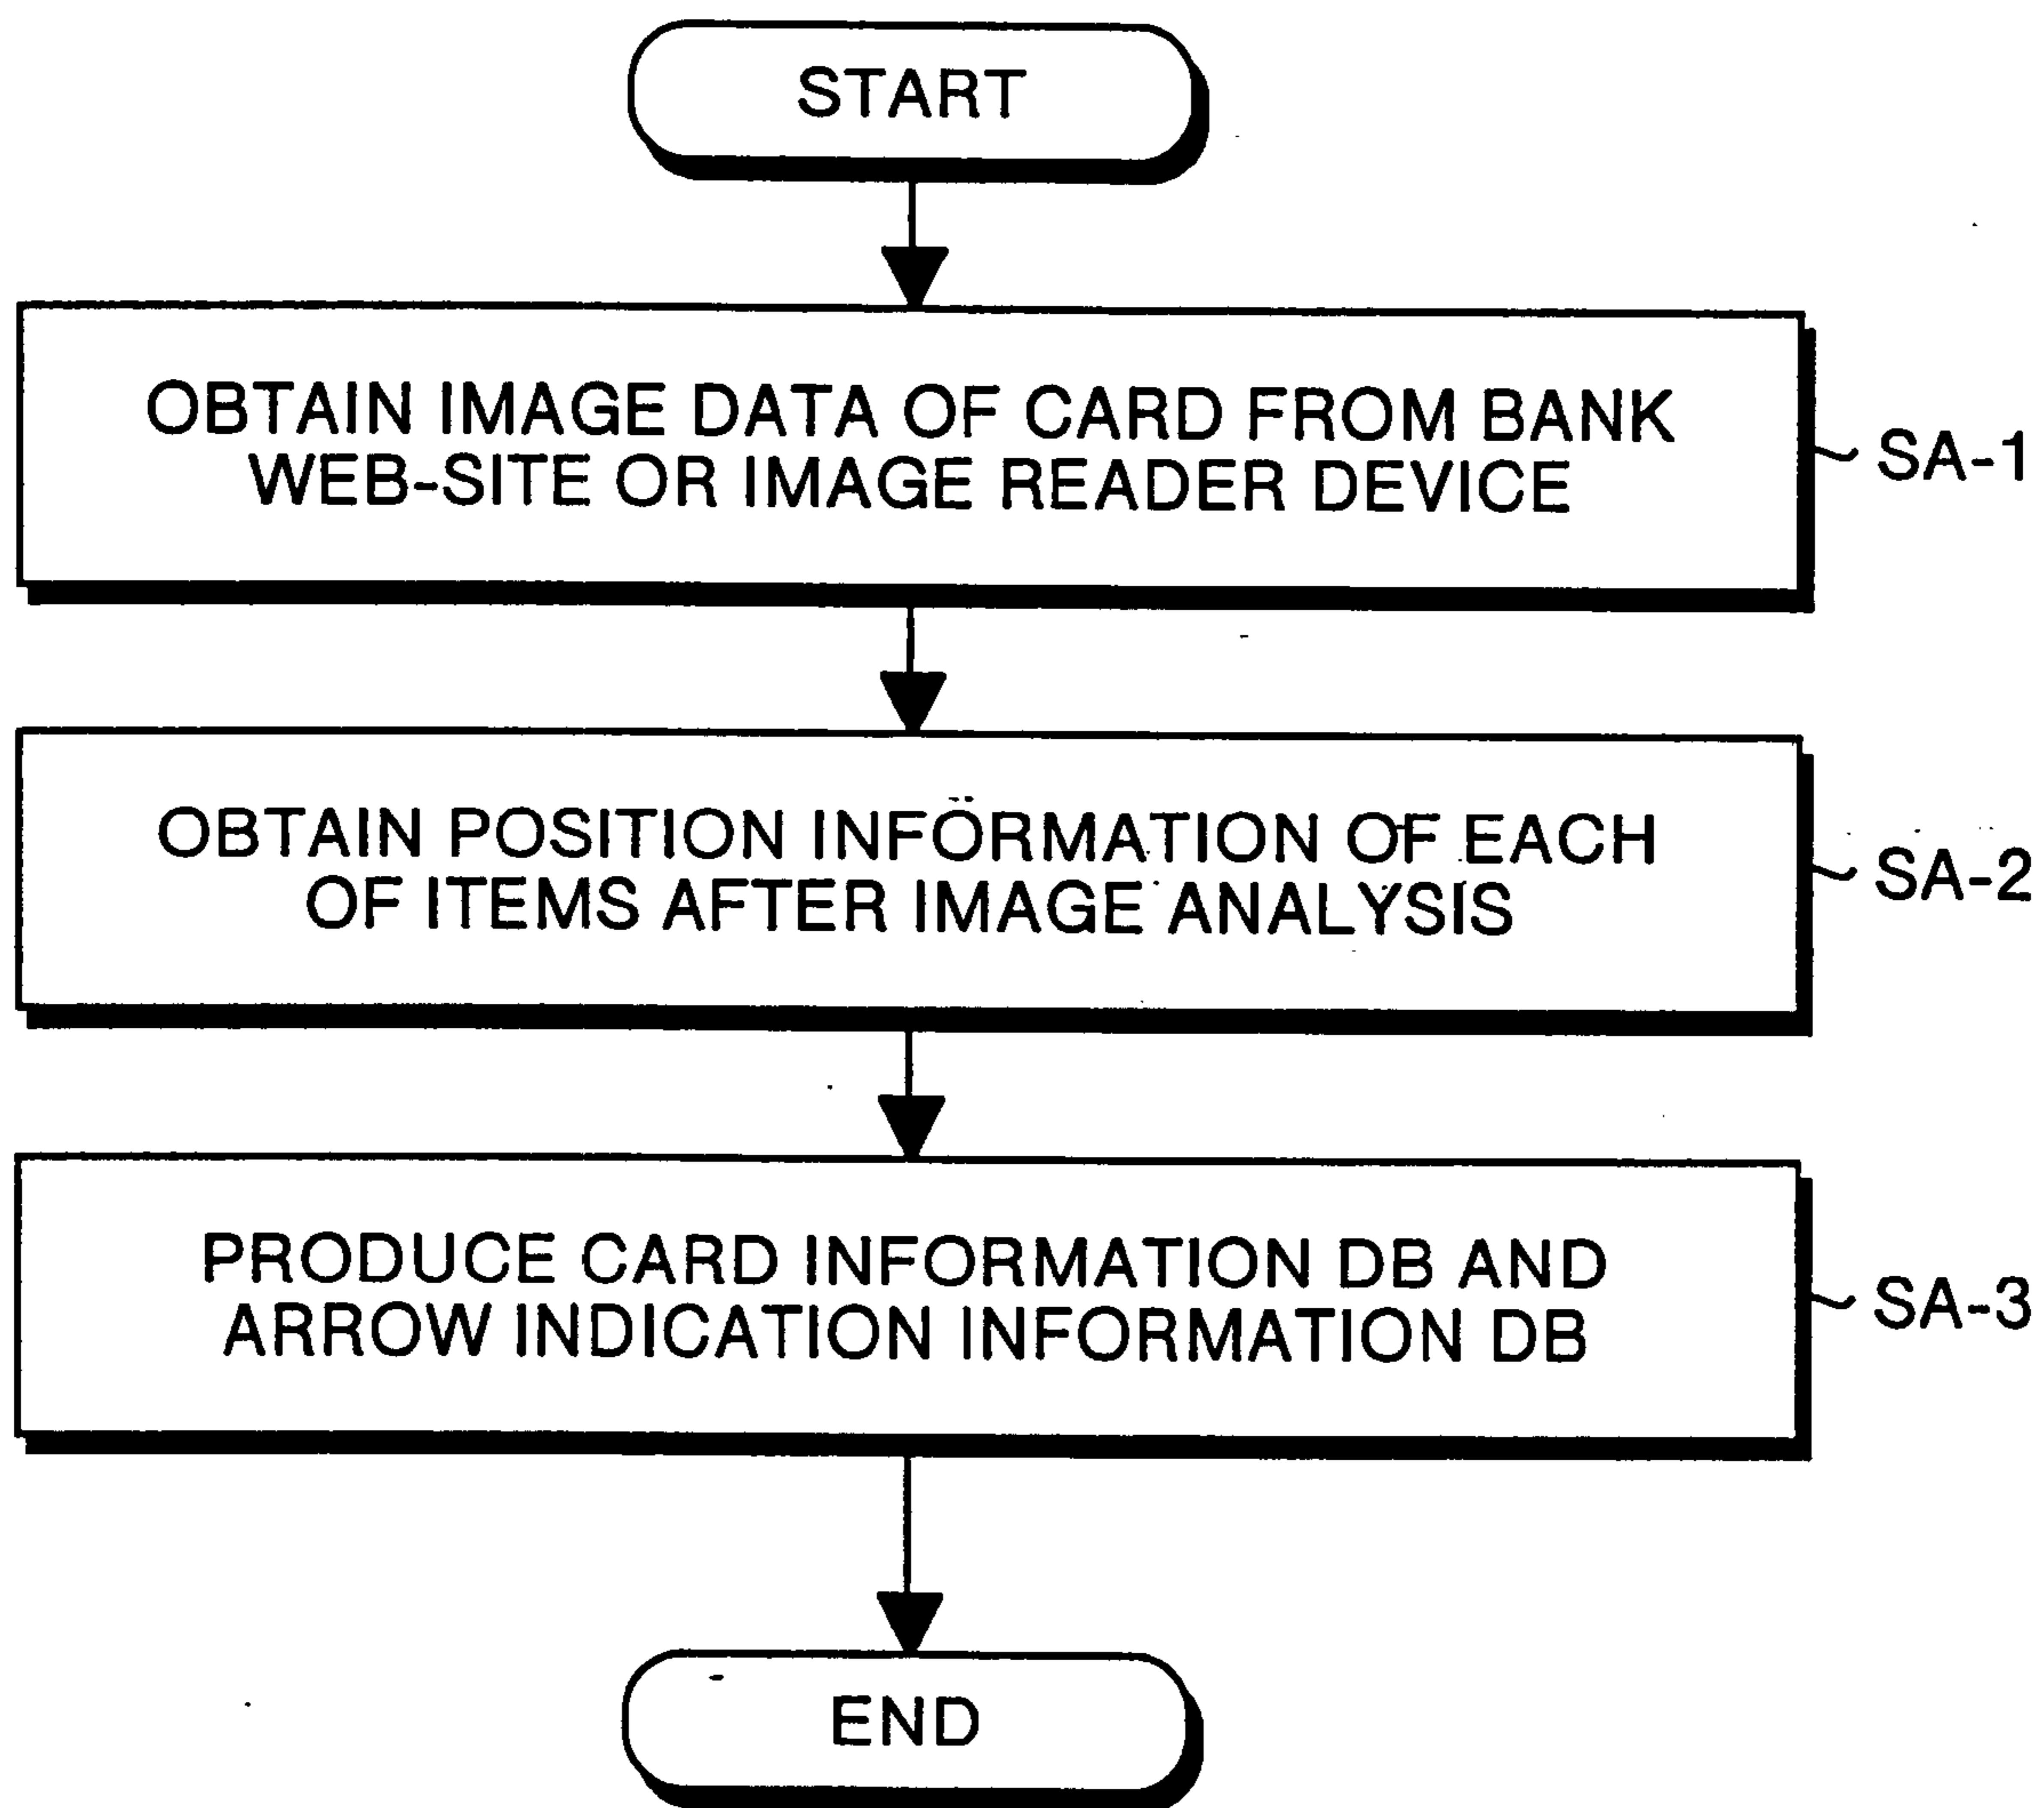 START
OBTAIN IMAGE DATA OF CARD FROM BANK
WEB-SITE OR IMAGE READER DEVICE
SA-1
OBTAIN POSITION INFORMATION OF EACH
OF ITEMS AFTER IMAGE ANALYSIS
SA-2
PRODUCE CARD INFORMATION DB AND
ARROW INDICATION INFORMATION DB
SA-3
END